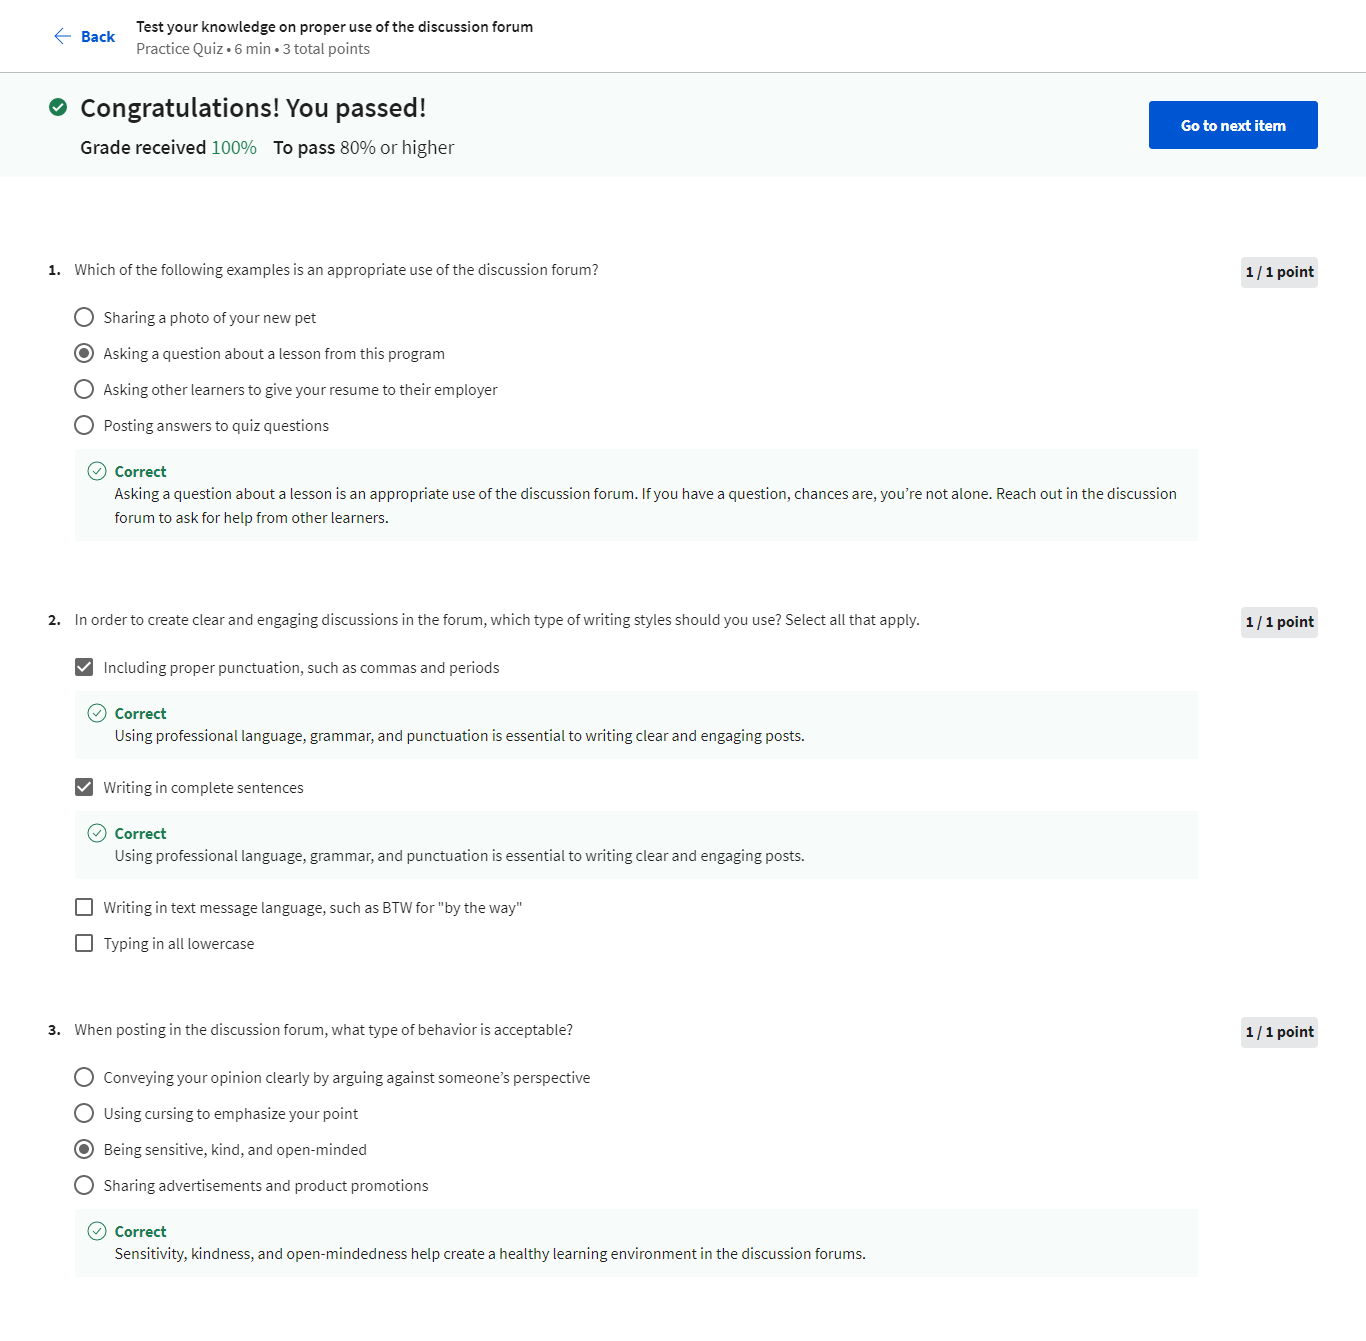 Back
Test your knowledge on proper use of the discussion forum
Practice Quiz • 6 min • 3 total points
Congratulations! You passed!
Grade received 100% To pass 80% or higher
Go to next item
1. Which of the following examples is an appropriate use of the discussion forum?
1 / 1 point
Sharing a photo of your new pet
Asking a question about a lesson from this program
Asking other learners to give your resume to their employer
Posting answers to quiz questions
Correct
Asking a question about a lesson is an appropriate use of the discussion forum. If you have a question, chances are, you’re not alone. Reach out in the discussion
forum to ask for help from other learners.
2. In order to create clear and engaging discussions in the forum, which type of writing styles should you use? Select all that apply.
1 / 1 point
Including proper punctuation, such as commas and periods
Correct
Using professional language, grammar, and punctuation is essential to writing clear and engaging posts.
Writing in complete sentences
Correct
Using professional language, grammar, and punctuation is essential to writing clear and engaging posts.
Writing in text message language, such as BTW for "by the way"
Typing in all lowercase
3. When posting in the discussion forum, what type of behavior is acceptable?
1 / 1 point
Conveying your opinion clearly by arguing against someone’s perspective
Using cursing to emphasize your point
Being sensitive, kind, and open-minded
Sharing advertisements and product promotions
Correct
Sensitivity, kindness, and open-mindedness help create a healthy learning environment in the discussion forums.